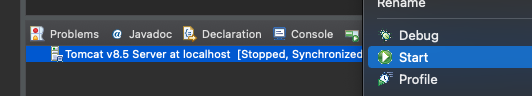 Rename
Problems @ Javadoc Declaration Console
Debug
Tomcat v8.5 Server at localhost [Stopped, Synchronized
Start
Profile